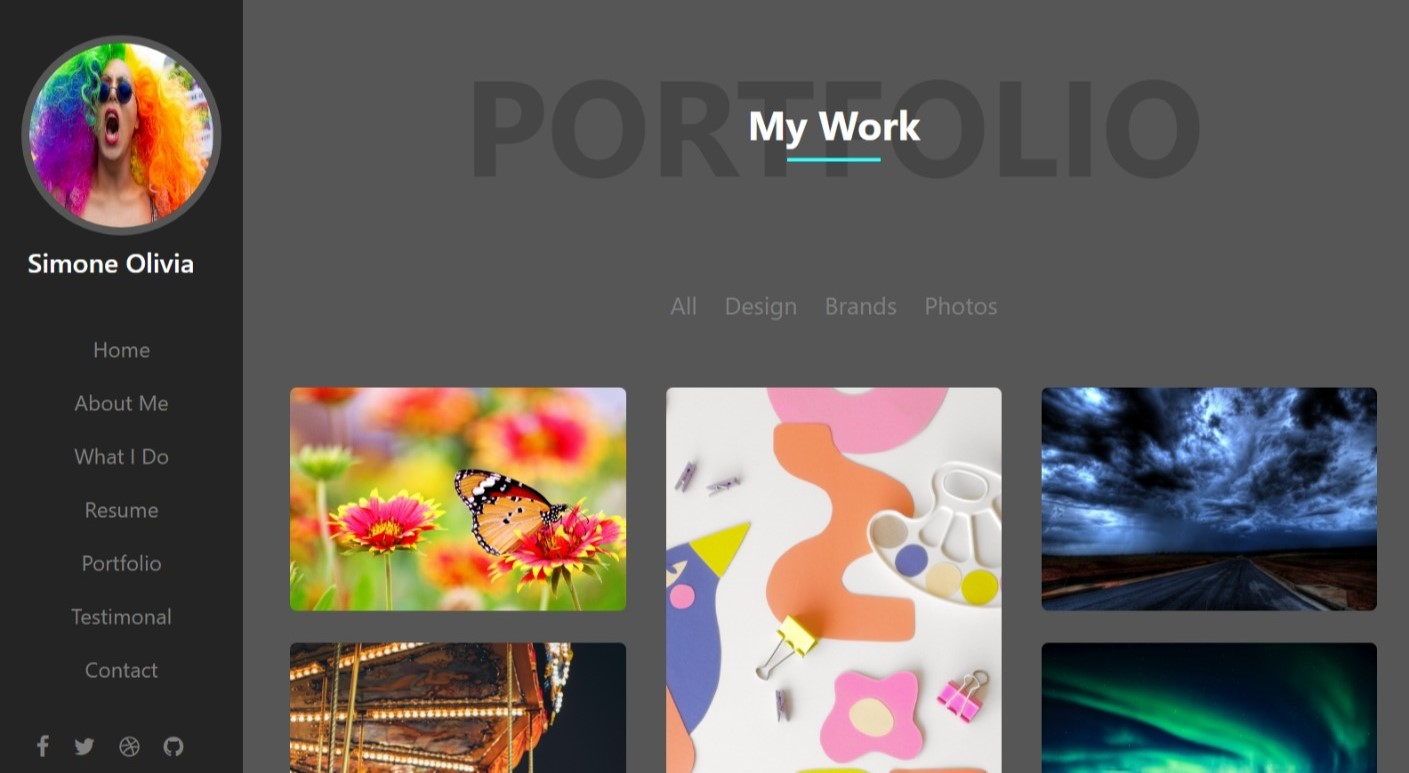 Simone Olivia
Home
About Me
What I Do
Resume
Portfolio
Testimonal
Contact
PORTFOLIO
My Work
All Design Brands Photos